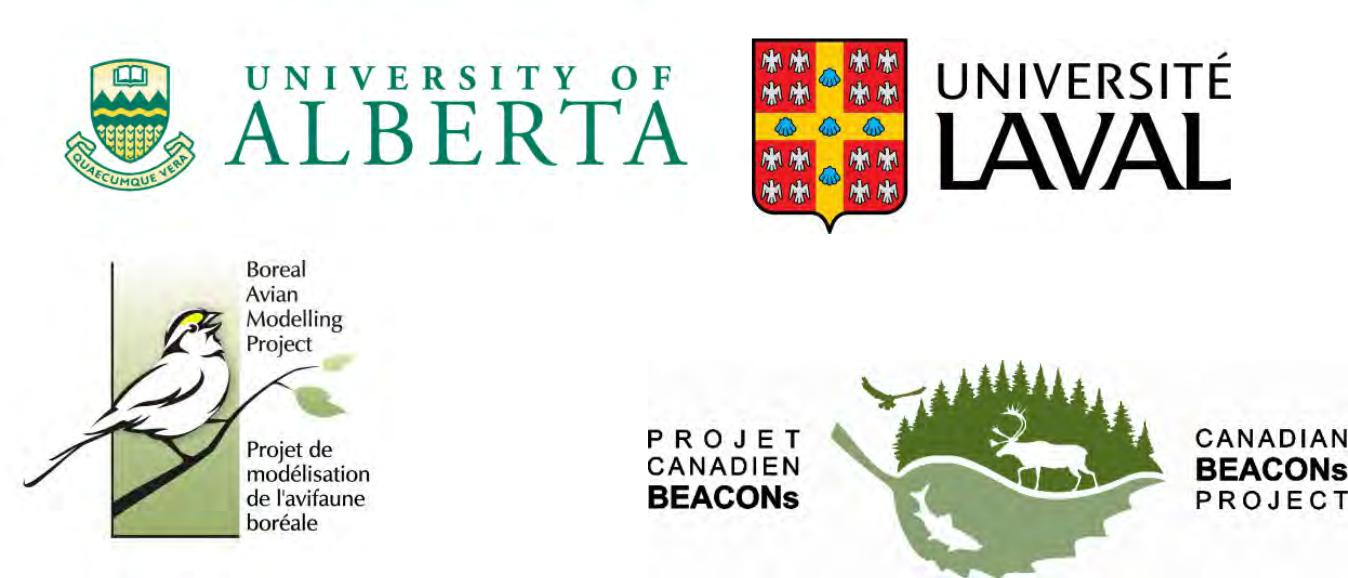 UNIVERSITY OF
ALBERTA
QUAECUMQUE VERA
UNIVERSITÉ
LAVAL
Boreal
Avian
Modelling
Project
Projet de
modélisation
de l'avifaune
boréale
PROJET
CANADIEN
BEACONs
CANADIAN
BEACONs
PROJECT